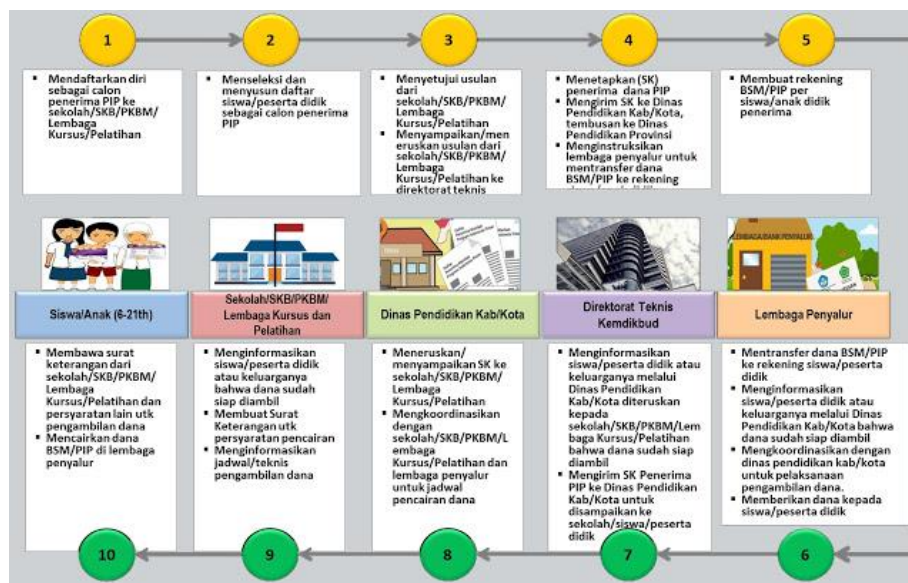 1
2
3
4
5
▪ Mendaftarkan diri
sebagai calon
penerima PIP ke
sekolah/SKB/PKBM/
Lembaga
Kursus/Pelatihan
▪ Menseleksi dan
menyusun daftar
siswa/peserta didik
sebagai calon penerima
PIP
▪ Menyetujui usulan
dari
sekolah/SKB/PKBM/
Lembaga
Kursus/Pelatihan
▪ Menyampaikan/men
eruskan usulan dari
sekolah/SKB/PKBM/
Lembaga
Kursus/Pelatihan ke
direktorat teknis
▪ Menetapkan (SK)
penerima dana PIP
▪ Mengirim SK ke Dinas
Pendidikan Kab/Kota,
tembusan ke Dinas
Pendidikan Provinsi
▪ Menginstruksikan
lembaga penyalur untuk
mentransfer dana
BSM/PIP ke rekening
▪ Membuat rekening
BSM/PIP per
siswa/anak didik
penerima
LEMBAGA/BANK PENYALUR
Siswa/Anak (6-21th)
Sekolah/SKB/PKBM/
Lembaga Kursus dan
Pelatihan
Dinas Pendidikan Kab/Kota
Direktorat Teknis
Kemdikbud
Lembaga Penyalur
▪ Membawa surat
keterangan dari
sekolah/SKB/PKBM/
Lembaga
Kursus/Pelatihan dan
persyaratan lain utk
pengambilan dana
▪ Mencairkan dana
BSM/PIP di lembaga
penyalur
▪ Menginformasikan
siswa/peserta didik
atau keluarganya
bahwa dana sudah
siap diambil
▪ Membuat Surat
Keterangan utk
persyaratan pencairan
▪ Menginformasikan
jadwal/teknis
pengambilan dana
▪ Meneruskan/
menyampaikan SK ke
sekolah/SKB/PKBM/
Lembaga
Kursus/Pelatihan
▪ Mengkoordinasikan
dengan
sekolah/SKB/PKBM/L
embaga
Kursus/Pelatihan dan
lembaga penyalur
untuk jadwal
pencairan dana
▪ Menginformasikan
siswa/peserta didik atau
keluarganya melalui
Dinas Pendidikan
Kab/Kota diteruskan
kepada
sekolah/SKB/PKBM/Lem
baga Kursus/Pelatihan
bahwa dana sudah siap
diambil
▪ Mengirim SK Penerima
PIP ke Dinas Pendidikan
Kab/Kota untuk
disampaikan ke
sekolah/siswa/peserta
didik
▪ Mentransfer dana BSM/PIP
ke rekening siswa/peserta
didik
▪ Menginformasikan
siswa/peserta didik atau
keluarganya melalui Dinas
Pendidikan Kab/Kota bahwa
dana sudah siap diambil
▪ Mengkoordinasikan dengan
dinas pendidikan kab/kota
untuk pelaksanaan
pengambilan dana.
▪ Memberikan dana kepada
siswa/peserta didik
10
9
8
7
6